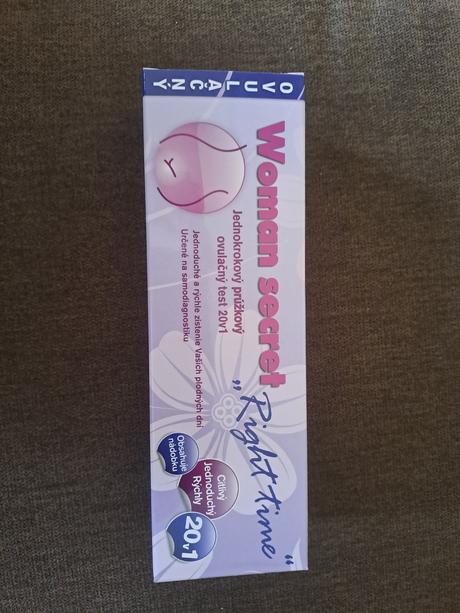 OVULAČNÝ
Woman secret
„Right time“
Jednokrokový prúžkový
ovulačný test 20v1
Jednoduché a rýchle zistenie Vašich plodných dní
Určené na samodiagnostiku
Obsahuje
nádobku
Citlivý
Jednoduchý
Rýchly
20v1